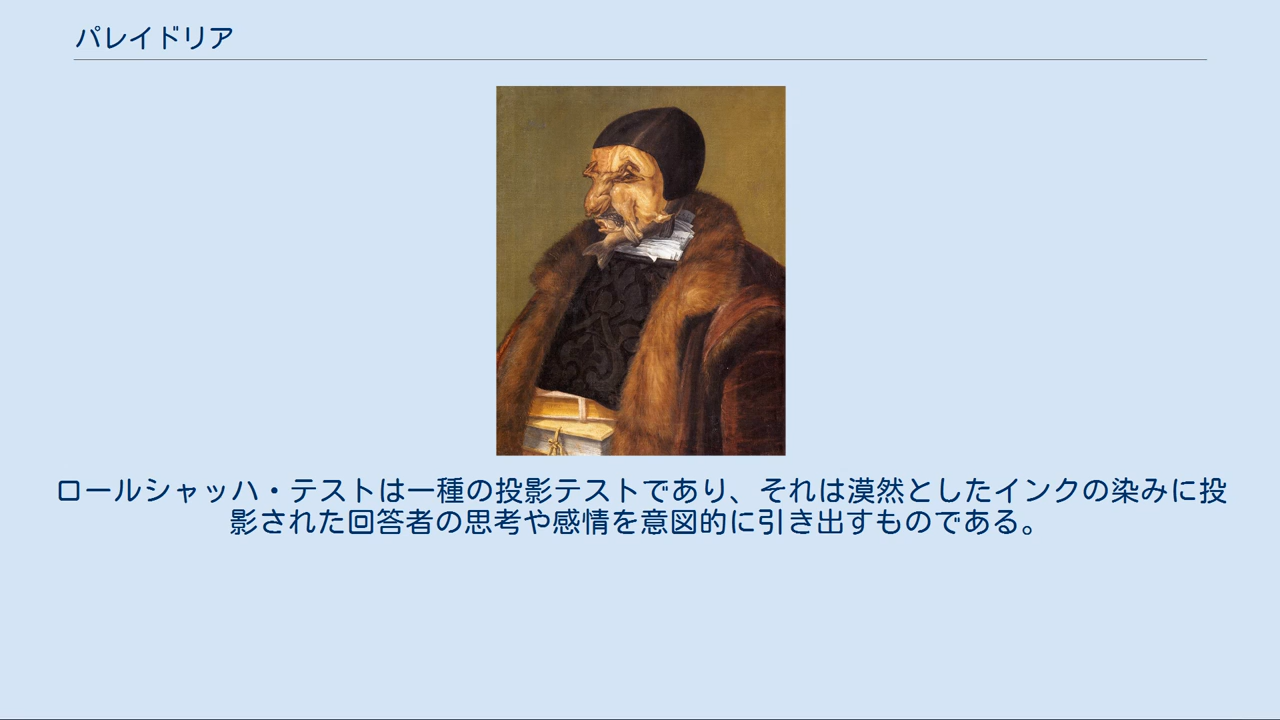 パレイドリア
ロールシャッハ・テストは一種の投影テストであり、それは漠然としたインクの染みに投
影された回答者の思考や感情を意図的に引き出すものである。